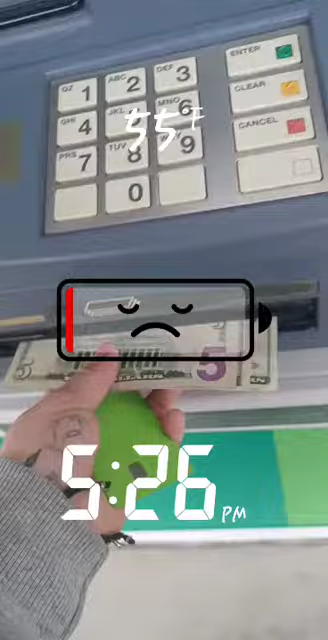 QZ 1 ABC 2 DEF 3 ENTER
GHI 4 JKL MNO 6 CLEAR
55°F
PRS 7 TUV 8 9 CANCEL
0
5 5
5:26 PM